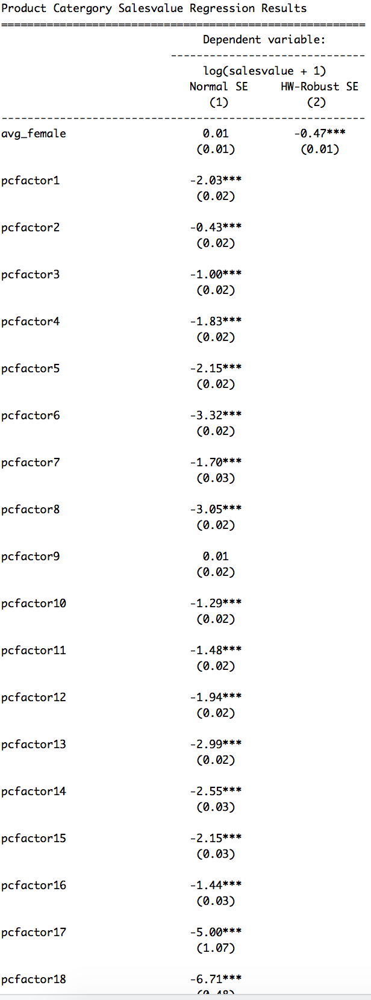 Product Catergory Salesvalue Regression Results
========================================================
Dependent variable:
------------------------------
log(salesvalue + 1)
Normal SE HW-Robust SE
(1) (2)
--------------------------------------------------------
avg_female 0.01 -0.47***
(0.01) (0.01)
pcfactor1 -2.03***
(0.02)
pcfactor2 -0.43***
(0.02)
pcfactor3 -1.00***
(0.02)
pcfactor4 -1.83***
(0.02)
pcfactor5 -2.15***
(0.02)
pcfactor6 -3.32***
(0.02)
pcfactor7 -1.70***
(0.03)
pcfactor8 -3.05***
(0.02)
pcfactor9 0.01
(0.02)
pcfactor10 -1.29***
(0.02)
pcfactor11 -1.48***
(0.02)
pcfactor12 -1.94***
(0.02)
pcfactor13 -2.99***
(0.02)
pcfactor14 -2.55***
(0.03)
pcfactor15 -2.15***
(0.03)
pcfactor16 -1.44***
(0.03)
pcfactor17 -5.00***
(1.07)
pcfactor18 -6.71***